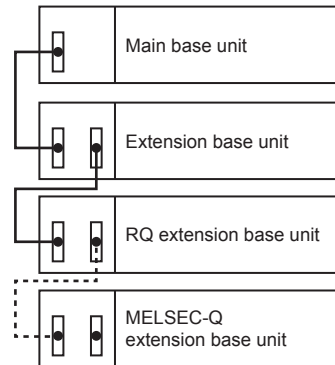 Main base unit
Extension base unit
RQ extension base unit
MELSEC-Q
extension base unit